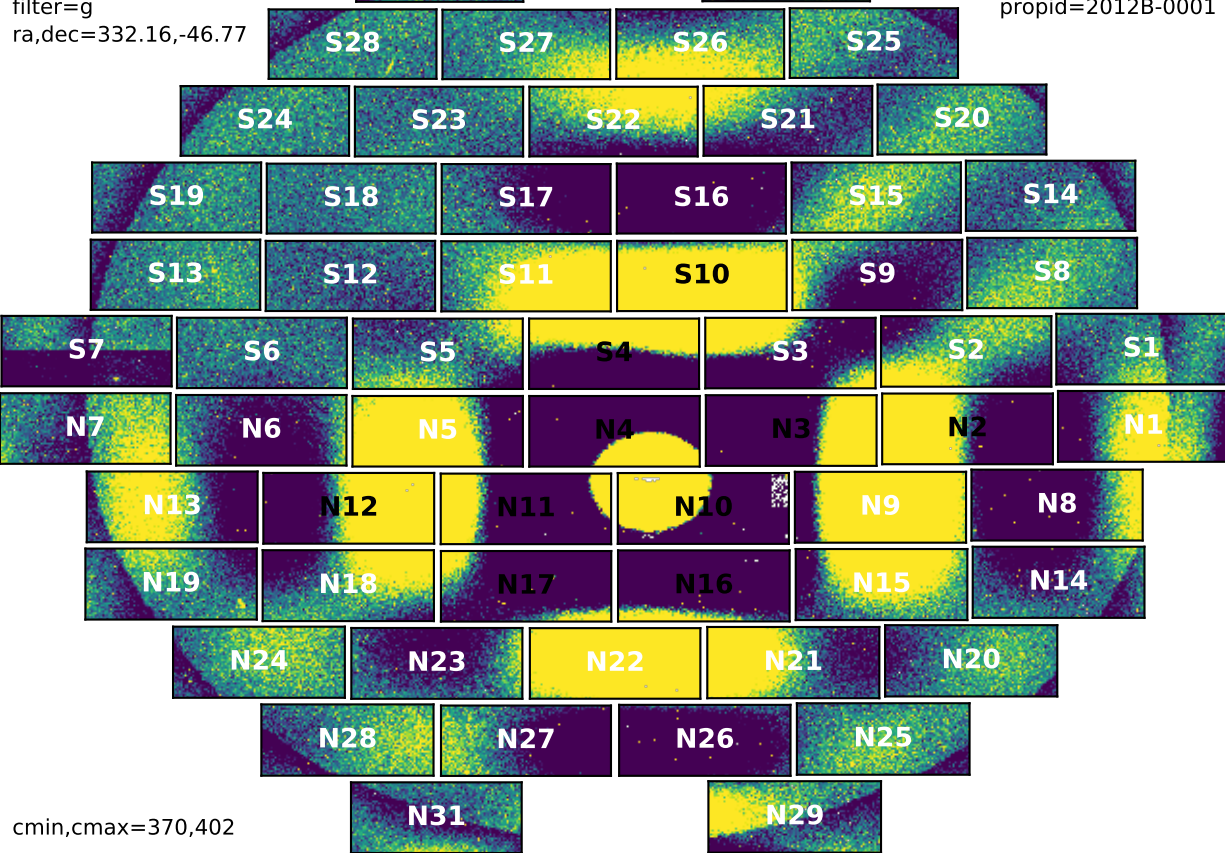 filter=g
propid=2012B-0001
ra,dec=332.16,-46.77
S28 S27 S26 S25
S24 S23 S22 S21 S20
S19 S18 S17 S16 S15 S14
S13 S12 S11 S10 S9 S8
S7 S6 S5 S4 S3 S2 S1
N7 N6 N5 N4 N3 N2 N1
N13 N12 N11 N10 N9 N8
N19 N18 N17 N16 N15 N14
N24 N23 N22 N21 N20
N28 N27 N26 N25
N31 N29
cmin,cmax=370,402